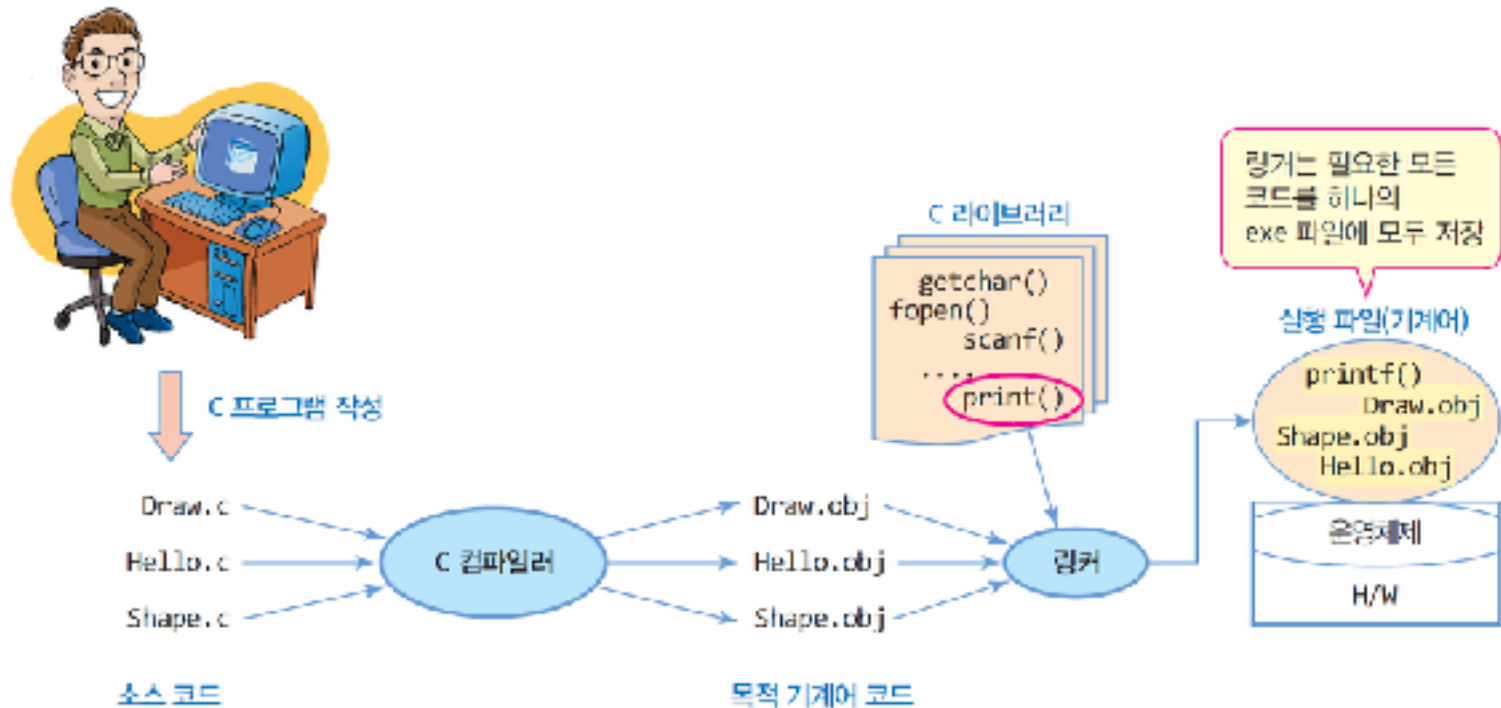 C 프로그램 작성
Draw.c
Hello.c
Shape.c
소스 코드
C 컴파일러
Draw.obj
Hello.obj
Shape.obj
목적 기계어 코드
C 라이브러리
getchar()
fopen()
scanf()
....
print()
링커
링커는 필요한 모든
코드를 하나의
exe 파일에 모두 저장
실행 파일(기계어)
printf()
Draw.obj
Shape.obj
Hello.obj
운영체제
H/W